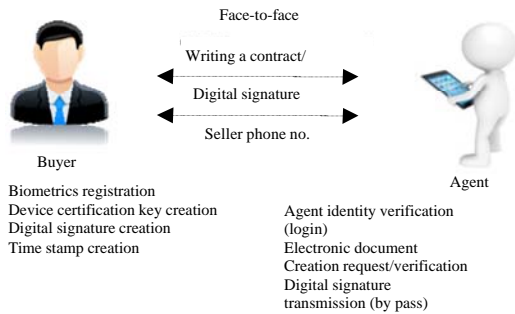 Face-to-face
Writing a contract/
Digital signature
Seller phone no.
Buyer
Agent
Biometrics registration
Device certification key creation
Digital signature creation
Time stamp creation
Agent identity verification
(login)
Electronic document
Creation request/verification
Digital signature
transmission (by pass)